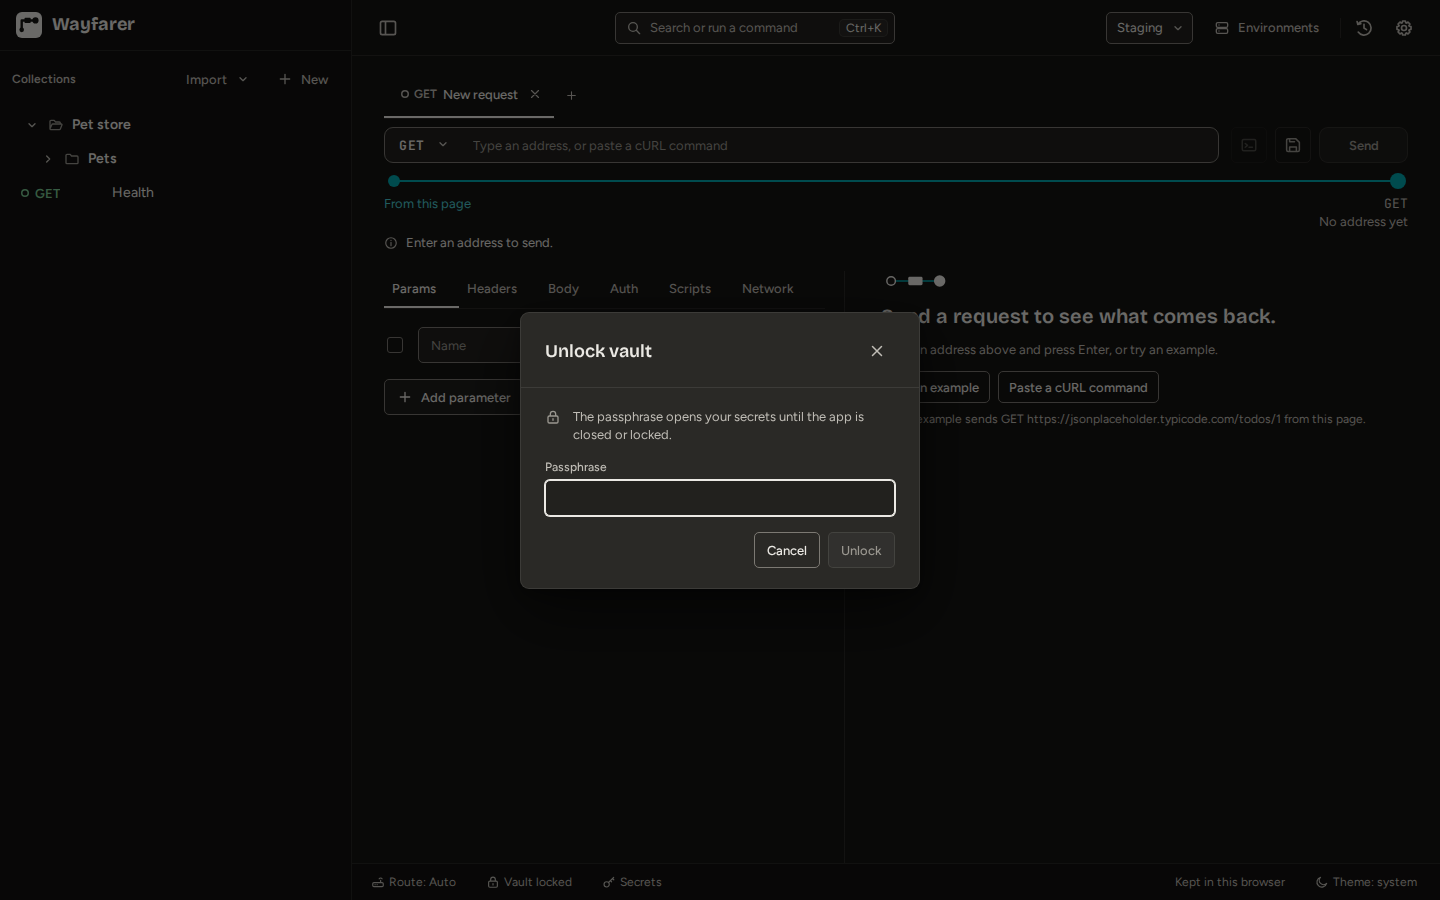 Wayfarer
Search or run a command
Ctrl+K
Staging
Environments
Collections
Import
New
GET New request
Pet store
Pets
GET Health
GET
Type an address, or paste a cURL command
Send
From this page
GET
No address yet
Enter an address to send.
Params
Headers
Body
Auth
Scripts
Network
d a request to see what comes back.
Name
n address above and press Enter, or try an example.
Add parameter
n example
Paste a cURL command
example sends GET https://jsonplaceholder.typicode.com/todos/1 from this page.
Unlock vault
The passphrase opens your secrets until the app is
closed or locked.
Passphrase
Cancel
Unlock
Route: Auto
Vault locked
Secrets
Kept in this browser
Theme: system